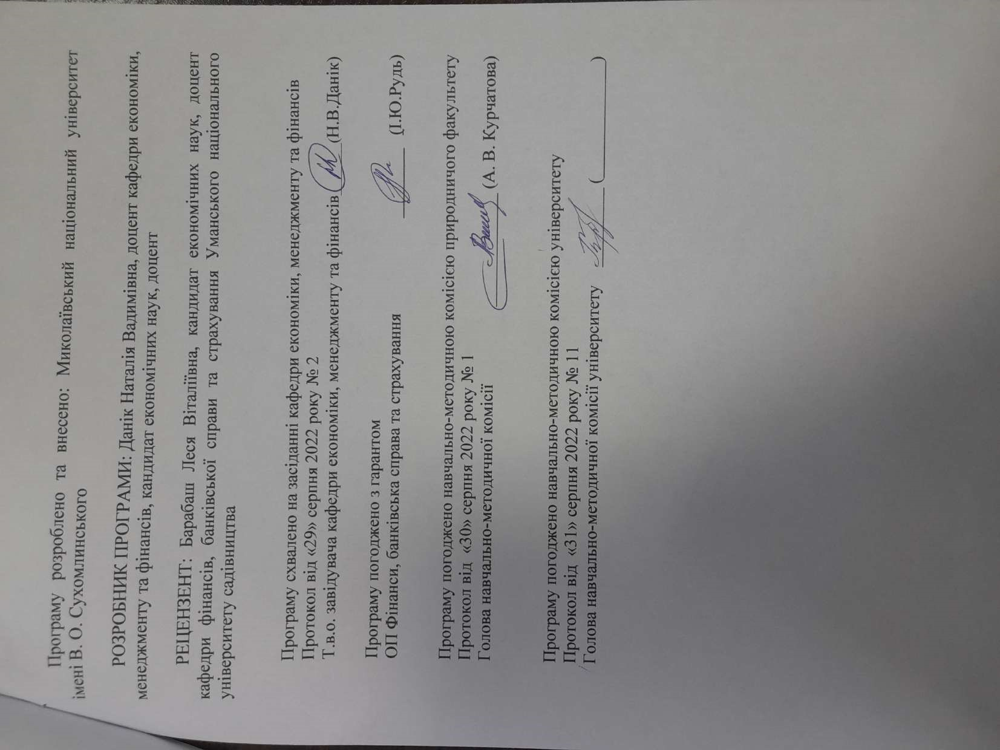 Програму розроблено та внесено: Миколаївський національний університет
імені В. О. Сухомлинського
РОЗРОБНИК ПРОГРАМИ: Данік Наталія Вадимівна, доцент кафедри економіки,
менеджменту та фінансів, кандидат економічних наук, доцент
РЕЦЕНЗЕНТ: Барабаш Леся Віталіївна, кандидат економічних наук, доцент
кафедри фінансів, банківської справи та страхування Уманського національного
університету садівництва
Програму схвалено на засіданні кафедри економіки, менеджменту та фінансів
Протокол від «29» серпня 2022 року № 2
Т.в.о. завідувача кафедри економіки, менеджменту та фінансів (Н.В.Данік)
Програму погоджено з гарантом
ОП Фінанси, банківська справа та страхування (І.Ю.Рудь)
Програму погоджено навчально-методичною комісією природничого факультету
Протокол від «30» серпня 2022 року № 1
Голова навчально-методичної комісії (А. В. Курчатова)
Програму погоджено навчально-методичною комісією університету
Протокол від «31» серпня 2022 року № 11
Голова навчально-методичної комісії університету (__________)